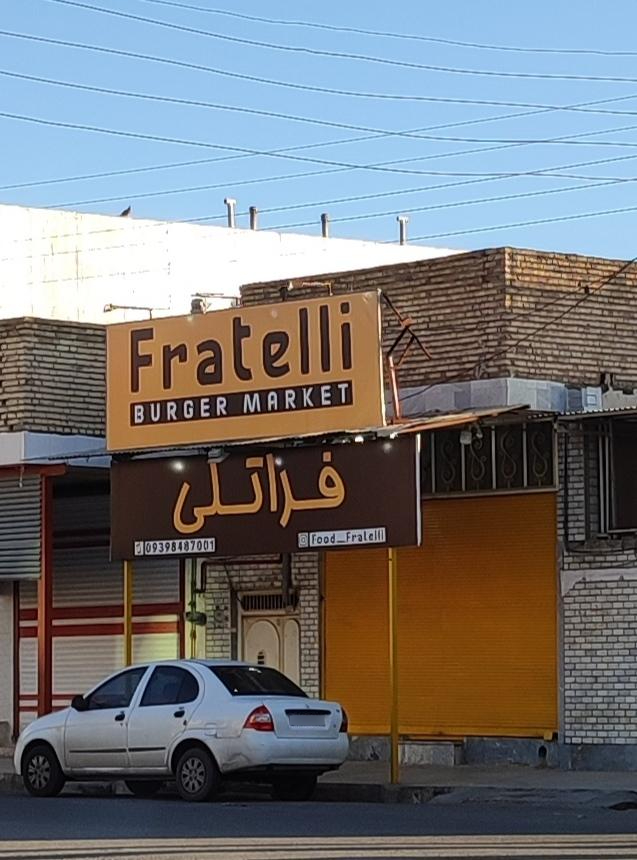 Fratelli
BURGER MARKET
فراتلی
09398487001
Food_Fratelli